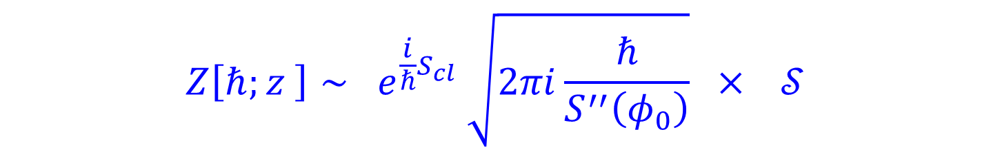 Z[ħ; z ] ~ e^{\frac{i}{ħ}S_{cl}} \sqrt{2πi \frac{ħ}{S''(ϕ_0)}} × 𝒮